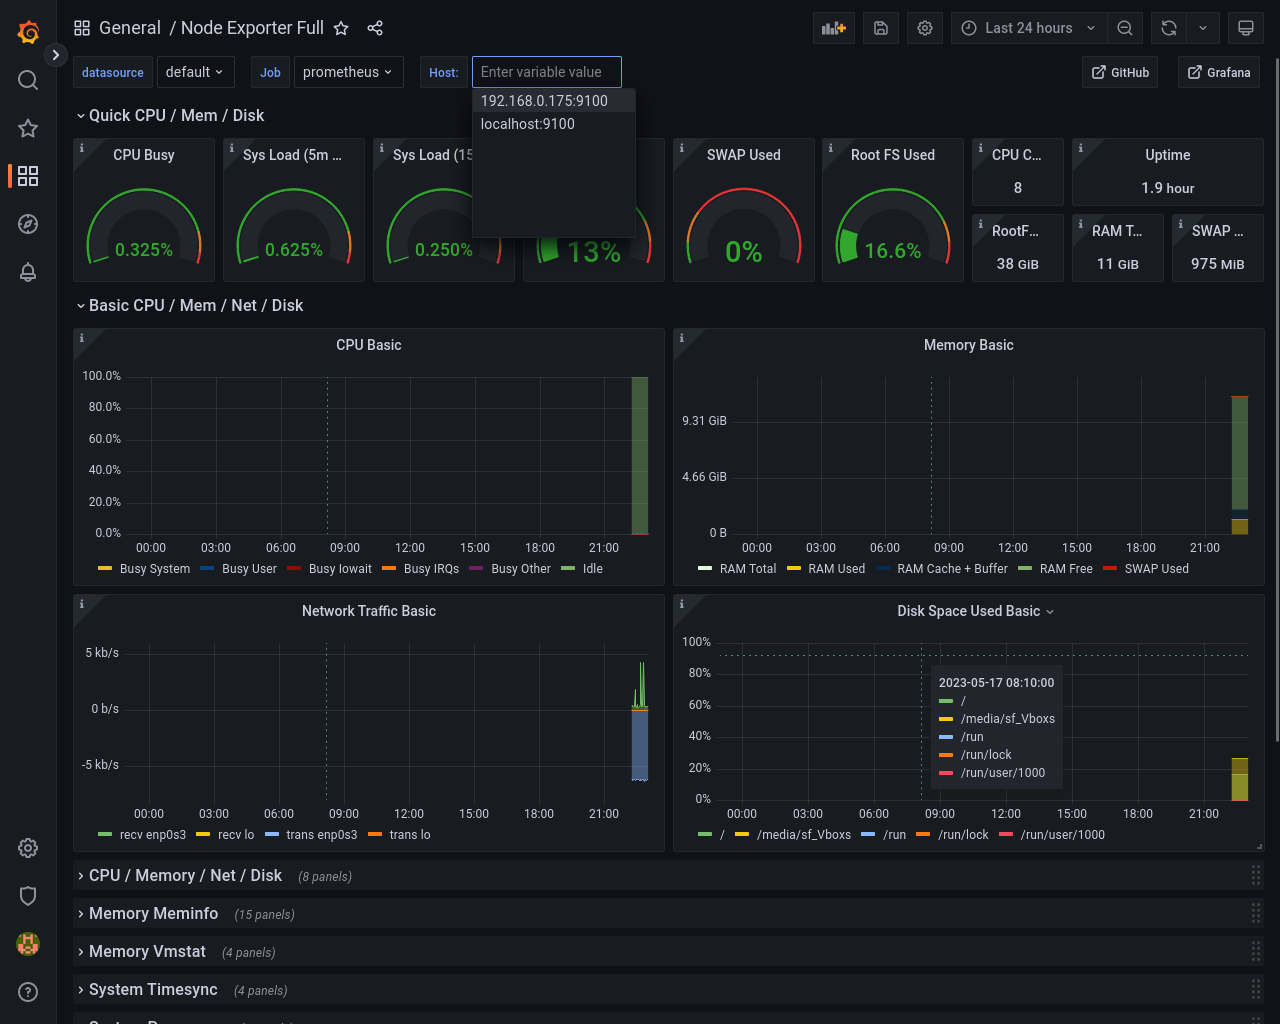 General / Node Exporter Full
Last 24 hours
datasource default Job prometheus Host: Enter variable value GitHub Grafana
192.168.0.175:9100
localhost:9100
Quick CPU / Mem / Disk
CPU Busy
0.325%
Sys Load (5m ...
0.625%
Sys Load (15
0.250%
13%
SWAP Used
0%
Root FS Used
16.6%
CPU C...
8
Uptime
1.9 hour
RootF...
38 GiB
RAM T...
11 GiB
SWAP ...
975 MiB
Basic CPU / Mem / Net / Disk
CPU Basic
100.0%
80.0%
60.0%
40.0%
20.0%
0.0%
00:00 03:00 06:00 09:00 12:00 15:00 18:00 21:00
Busy System Busy User Busy Iowait Busy IRQs Busy Other Idle
Memory Basic
9.31 GiB
4.66 GiB
0 B
00:00 03:00 06:00 09:00 12:00 15:00 18:00 21:00
RAM Total RAM Used RAM Cache + Buffer RAM Free SWAP Used
Network Traffic Basic
5 kb/s
0 b/s
-5 kb/s
00:00 03:00 06:00 09:00 12:00 15:00 18:00 21:00
recv enp0s3 recv lo trans enp0s3 trans lo
Disk Space Used Basic
100%
80%
60%
40%
20%
0%
2023-05-17 08:10:00
/
/media/sf_Vboxs
/run
/run/lock
/run/user/1000
00:00 03:00 06:00 09:00 12:00 15:00 18:00 21:00
/ /media/sf_Vboxs /run /run/lock /run/user/1000
CPU / Memory / Net / Disk (8 panels)
Memory Meminfo (15 panels)
Memory Vmstat (4 panels)
System Timesync (4 panels)